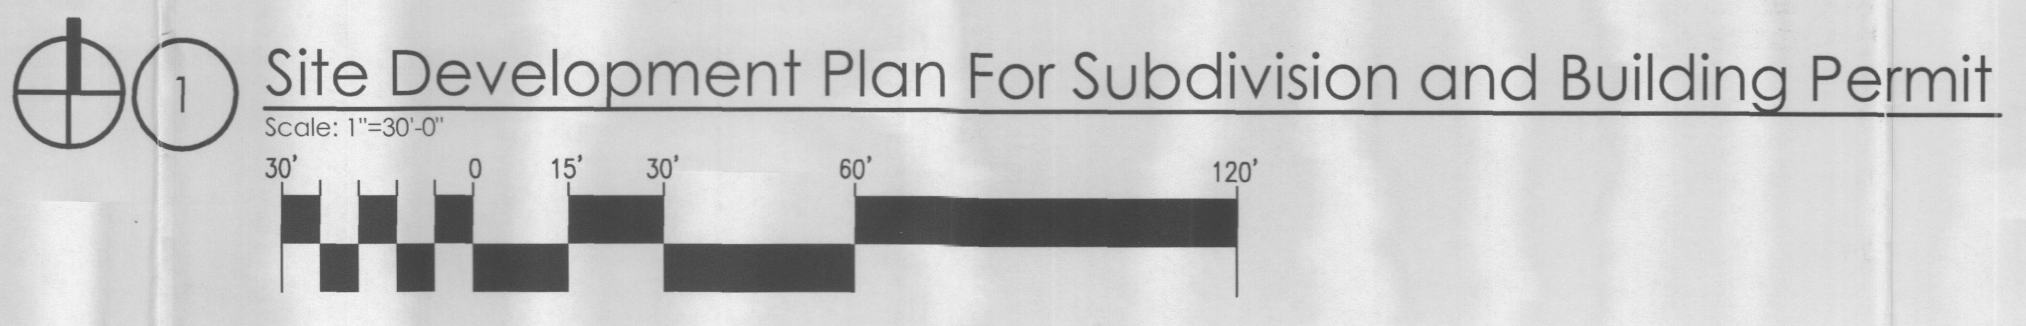 1 Site Development Plan For Subdivision and Building Permit
Scale: 1"=30'-0"
30' 0 15' 30' 60' 120'